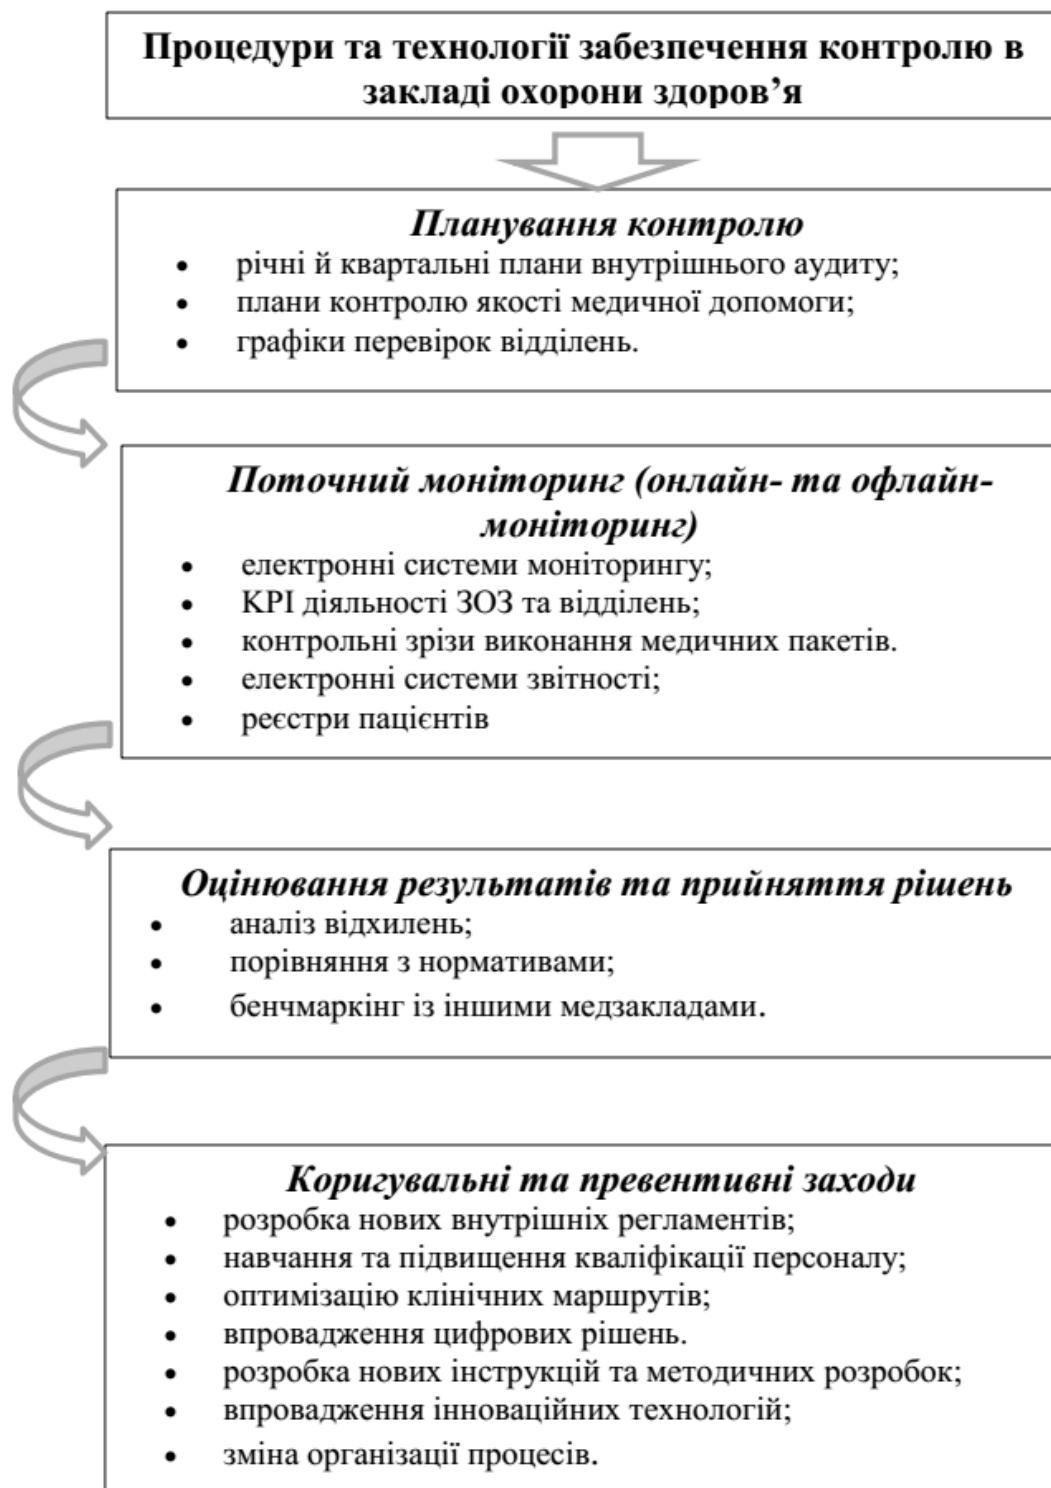 Процедури та технології забезпечення контролю в
закладі охорони здоров’я
Планування контролю
• річні й квартальні плани внутрішнього аудиту;
• плани контролю якості медичної допомоги;
• графіки перевірок відділень.
Поточний моніторинг (онлайн- та офлайн-
моніторинг)
• електронні системи моніторингу;
• KPI діяльності ЗОЗ та відділень;
• контрольні зрізи виконання медичних пакетів.
• електронні системи звітності;
• реєстри пацієнтів
Оцінювання результатів та прийняття рішень
• аналіз відхилень;
• порівняння з нормативами;
• бенчмаркінг із іншими медзакладами.
Коригувальні та превентивні заходи
• розробка нових внутрішніх регламентів;
• навчання та підвищення кваліфікації персоналу;
• оптимізацію клінічних маршрутів;
• впровадження цифрових рішень.
• розробка нових інструкцій та методичних розробок;
• впровадження інноваційних технологій;
• зміна організації процесів.